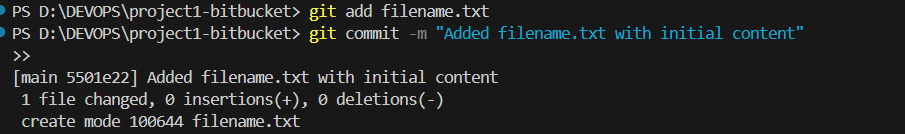 PS D:\DEVOPS\project1-bitbucket> git add filename.txt
PS D:\DEVOPS\project1-bitbucket> git commit -m "Added filename.txt with initial content"
>>
[main 5501e22] Added filename.txt with initial content
 1 file changed, 0 insertions(+), 0 deletions(-)
 create mode 100644 filename.txt